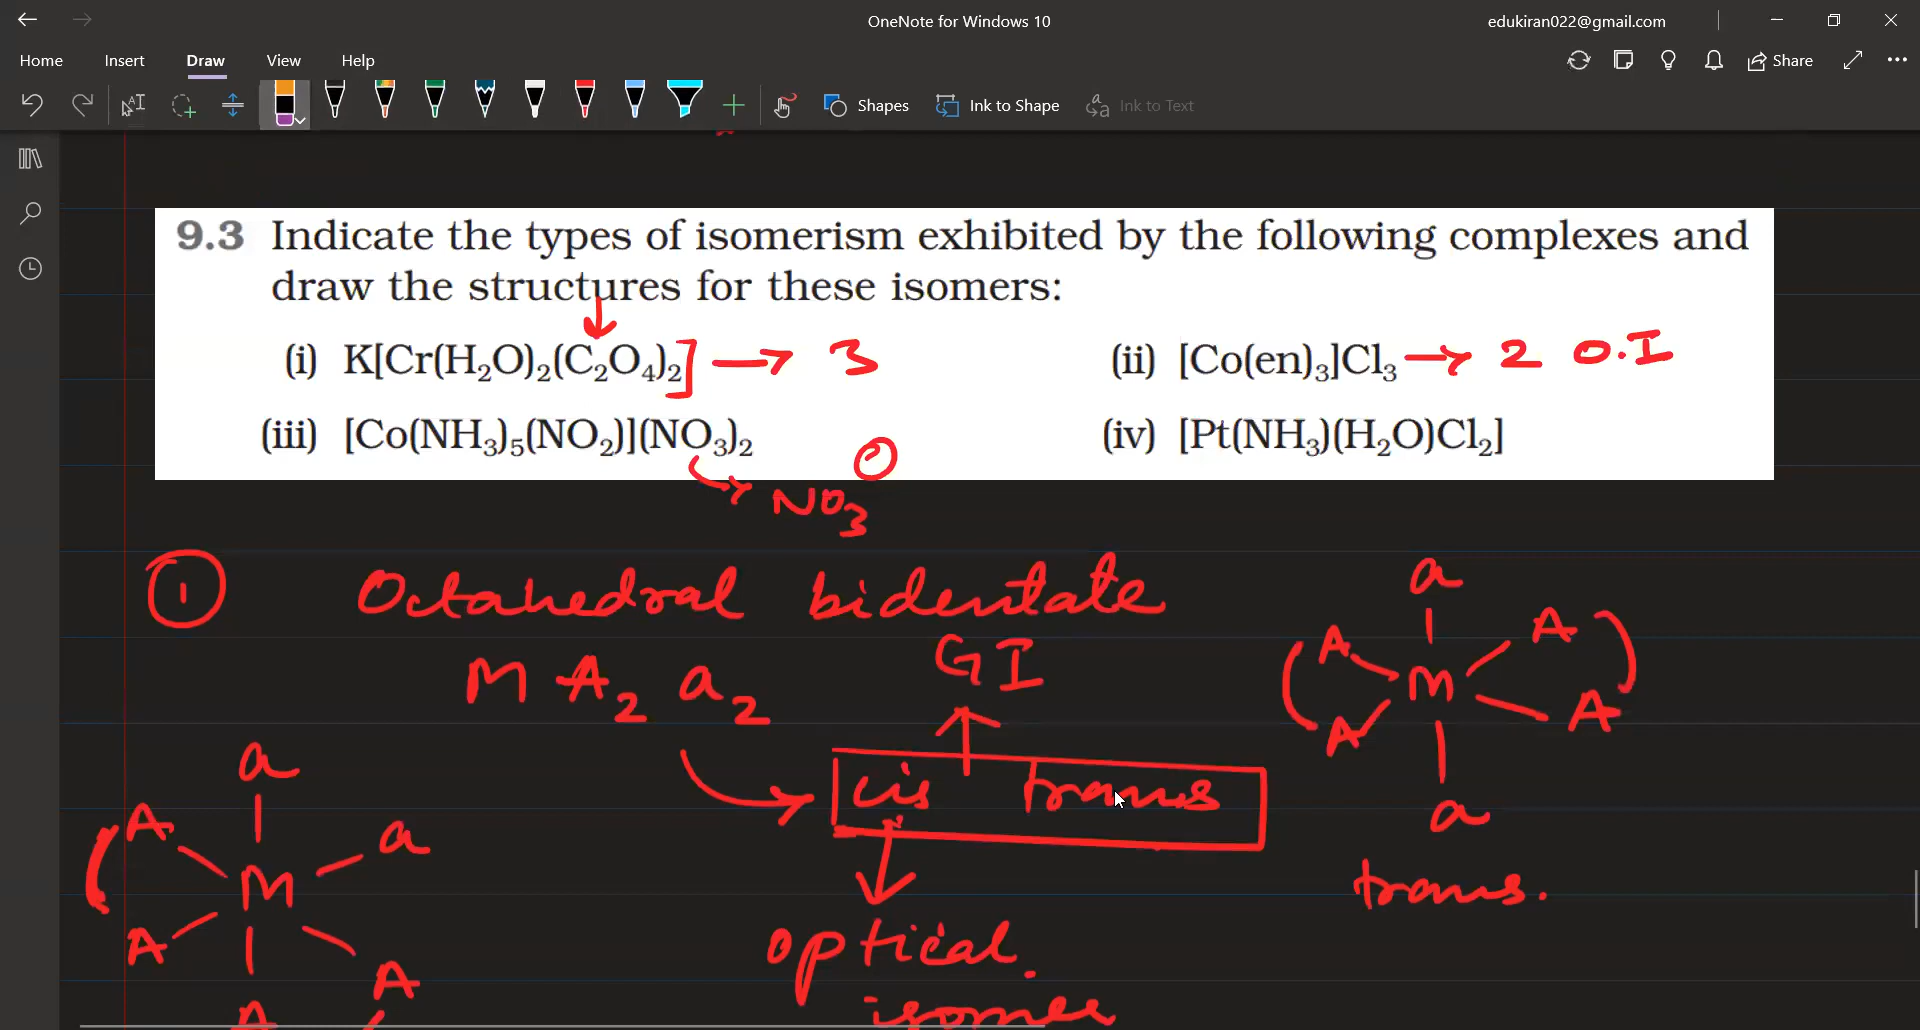 OneNote for Windows 10
edukiran022@gmail.com
Home Insert Draw View Help
Share
Shapes Ink to Shape Ink to Text
9.3 Indicate the types of isomerism exhibited by the following complexes and
draw the structures for these isomers:
(i) K[Cr(H₂O)₂(C₂O₄)₂] → 3
(ii) [Co(en)₃]Cl₃ → 2 O.I
(iii) [Co(NH₃)₅(NO₂)](NO₃)₂
(iv) [Pt(NH₃)(H₂O)Cl₂]
NO₃
1 Octahedral bidentate
M A₂ a₂
GI
cis trans
optical
isomer
a
A A
M
A A
a
trans.
a
A a
M
A A
A